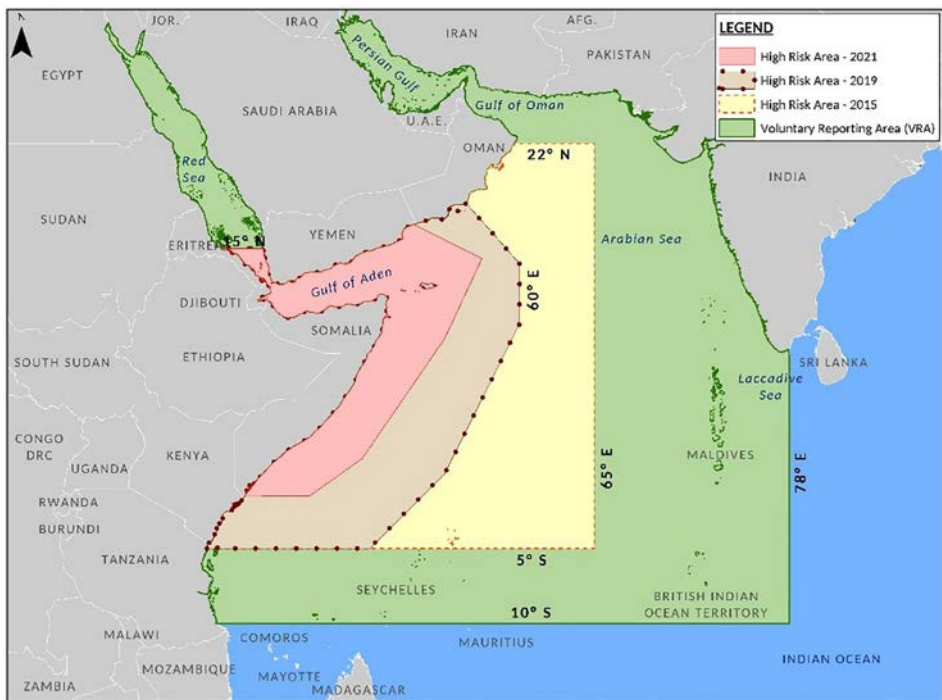 JOR.
IRAQ
IRAN
AFG.
PAKISTAN
EGYPT
Persian Gulf
SAUDI ARABIA
U.A.E.
Gulf of Oman
OMAN
22° N
INDIA
LEGEND
High Risk Area - 2021
High Risk Area - 2019
High Risk Area - 2015
Voluntary Reporting Area (VRA)
Red
Sea
SUDAN
ERITREA
15° N
YEMEN
Arabian Sea
Gulf of Aden
60° E
DJIBOUTI
SOMALIA
ETHIOPIA
SOUTH SUDAN
SRI LANKA
Laccadive
Sea
CONGO
DRC
UGANDA
KENYA
MALDIVES
65° E
78° E
RWANDA
BURUNDI
TANZANIA
5° S
SEYCHELLES
BRITISH INDIAN
OCEAN TERRITORY
10° S
MALAWI
COMOROS
MAURITIUS
MOZAMBIQUE
MAYOTTE
INDIAN OCEAN
ZAMBIA
MADAGASCAR